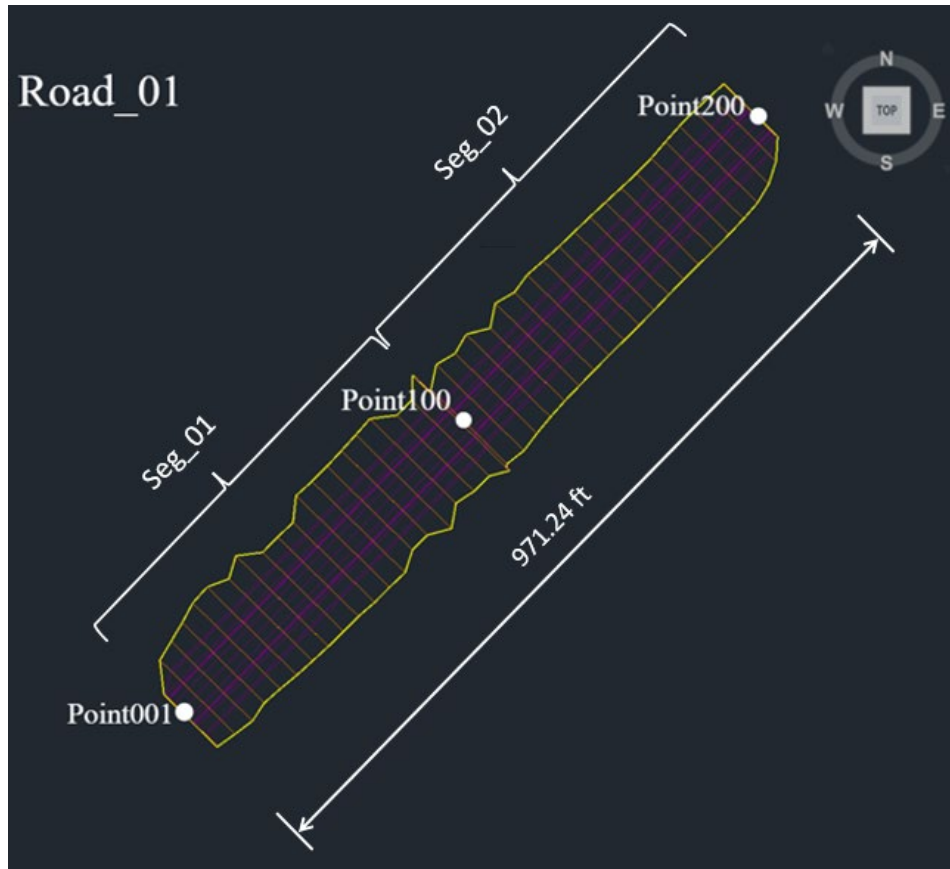 Road_01
N
W
TOP
E
S
Point200
Seg_02
Point100
Seg_01
971.24 ft
Point001